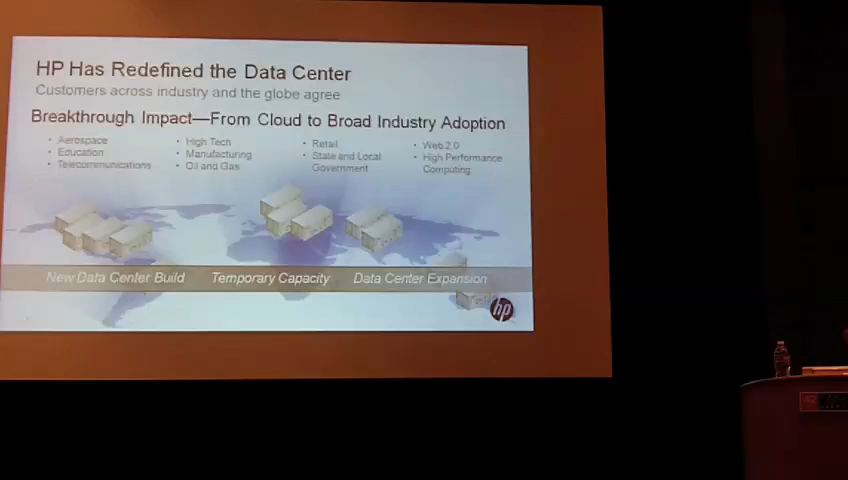 HP Has Redefined the Data Center
Customers across industry and the globe agree
Breakthrough Impact—From Cloud to Broad Industry Adoption
• Aerospace
• Education
• Telecommunications
• High Tech
• Manufacturing
• Oil and Gas
• Retail
• State and Local
Government
• Web 2.0
• High Performance
Computing
New Data Center Build
Temporary Capacity
Data Center Expansion
hp